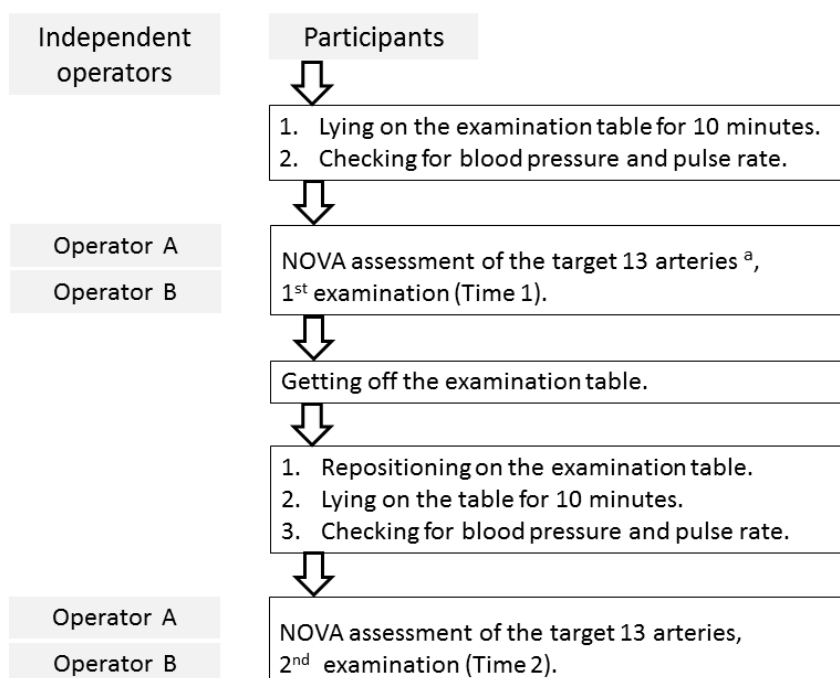 Independent
operators
Participants
1. Lying on the examination table for 10 minutes.
2. Checking for blood pressure and pulse rate.
Operator A
Operator B
NOVA assessment of the target 13 arteries ᵃ,
1ˢᵗ examination (Time 1).
Getting off the examination table.
1. Repositioning on the examination table.
2. Lying on the table for 10 minutes.
3. Checking for blood pressure and pulse rate.
Operator A
Operator B
NOVA assessment of the target 13 arteries,
2ⁿᵈ examination (Time 2).